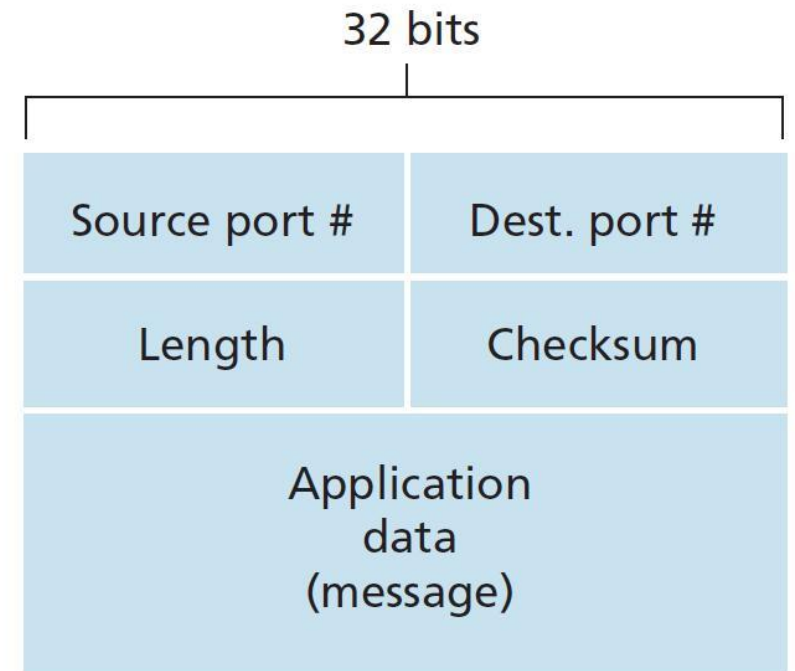 32 bits
Source port #
Dest. port #
Length
Checksum
Application
data
(message)